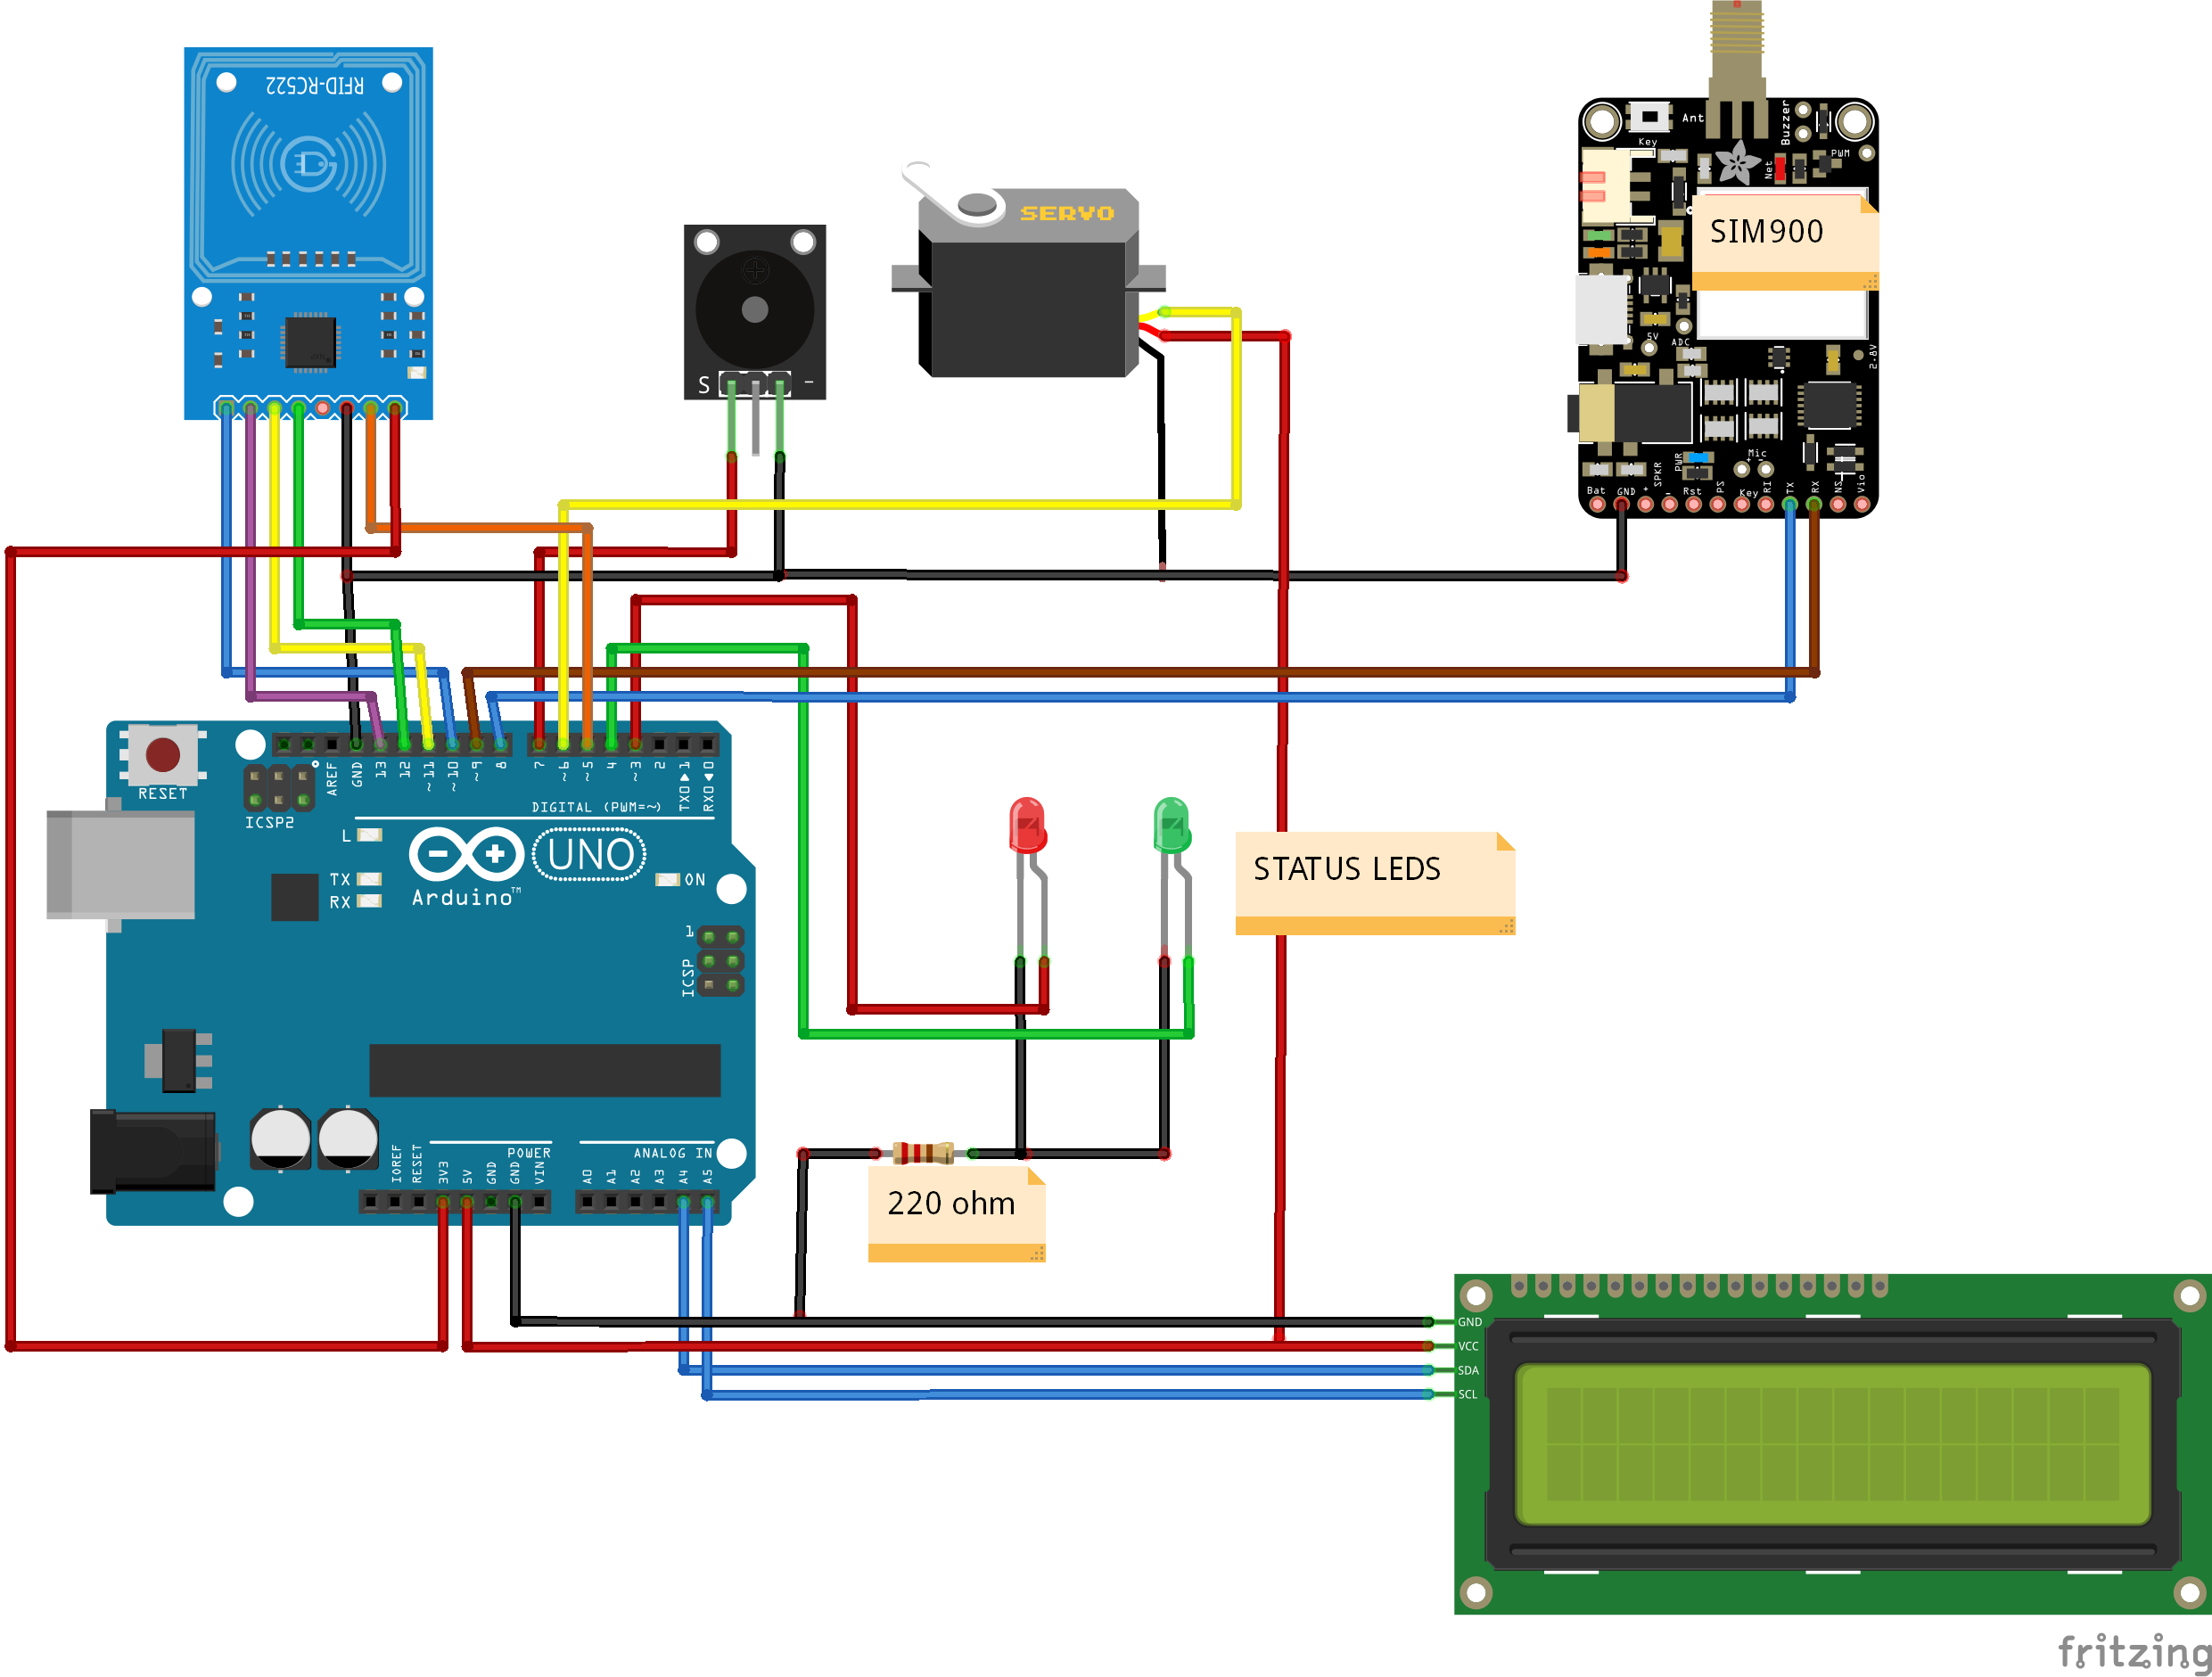 RFID-RC522
S
-
SERVO
Ant
Key
Buzzer
PWM
Net
SIM900
5V
ADC
2.8V
PWR
SPKR
Mic
+ -
Bat
GND
+
-
Rst
PS
Key
RI
TX
RX
NS
Vio
RESET
ICSP2
AREF
GND
13
12
~11
~10
~9
8
7
~6
~5
4
~3
2
TX0 1
RX0 0
DIGITAL (PWM=~)
L
TX
RX
UNO
Arduino™
ON
1
ICSP
STATUS LEDS
POWER
ANALOG IN
IOREF
RESET
3V3
5V
GND
GND
VIN
A0
A1
A2
A3
A4
A5
220 ohm
GND
VCC
SDA
SCL
fritzing